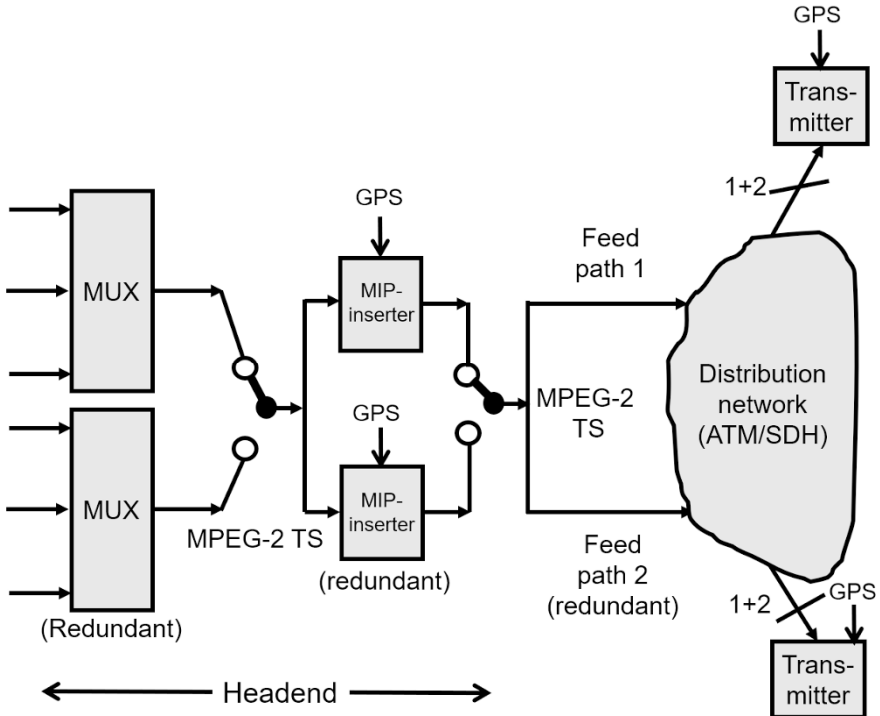 GPS
Trans-
mitter
1+2
GPS
MUX
MIP-
inserter
Feed
path 1
Distribution
network
(ATM/SDH)
MPEG-2
TS
GPS
MUX
MPEG-2 TS
MIP-
inserter
(redundant)
Feed
path 2
(redundant)
(Redundant)
1+2
GPS
Trans-
mitter
Headend